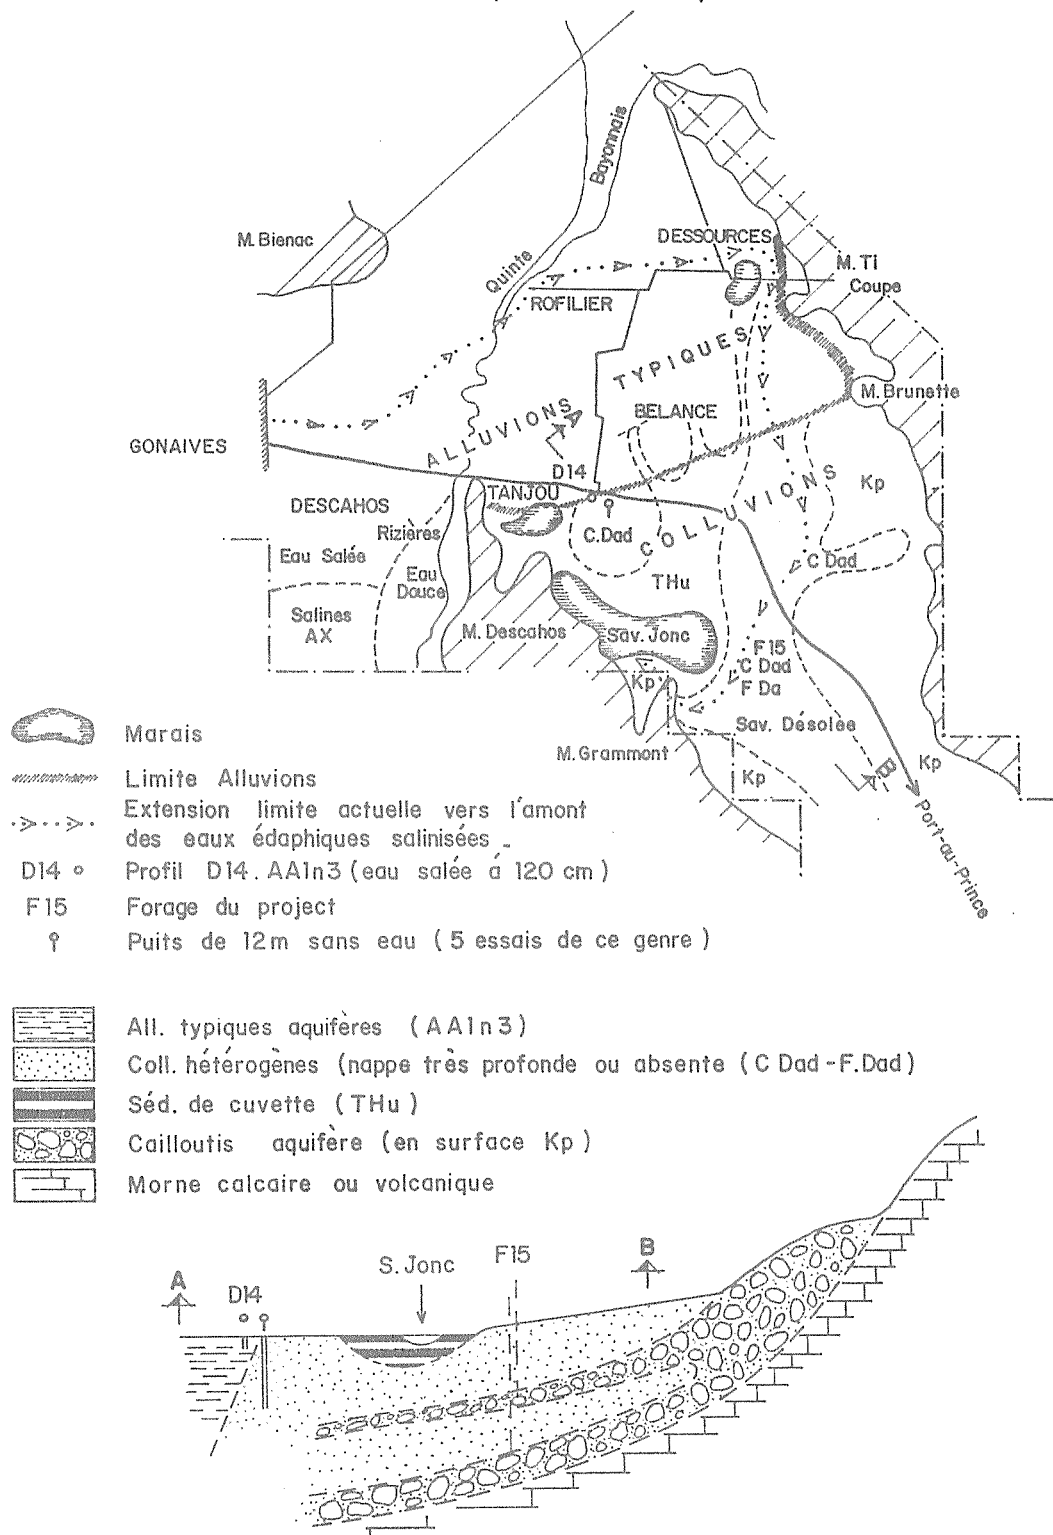 Bayonnais
M. Bienac
DESSOURCES
Quinte
M. Ti
Coupe
ROFILIER
TYPIQUES
M. Brunette
BELANCE
ALLUVIONS
A
GONAIVES
D14
Kp
DESCAHOS
TANJOU
COLLUVIONS
Rizières
C.Dad
Eau Salée
C Dad
Eau
Douce
THu
Salines
AX
M. Descahos
Sav. Jonc
F 15
C Dad
F Da
Kp
Sav. Désolée
M. Grammont
Kp
B
Kp
Port-au-Prince
Marais
Limite Alluvions
Extension limite actuelle vers l'amont
des eaux édaphiques salinisées
D14 Profil D14. AA1n3 (eau salée á 120 cm)
F15 Forage du project
Puits de 12m sans eau (5 essais de ce genre)
All. typiques aquifères (AA1n3)
Coll. hétérogènes (nappe très profonde ou absente (C Dad-F.Dad)
Séd. de cuvette (THu)
Cailloutis aquifère (en surface Kp)
Morne calcaire ou volcanique
A
D14
S. Jonc
F15
B